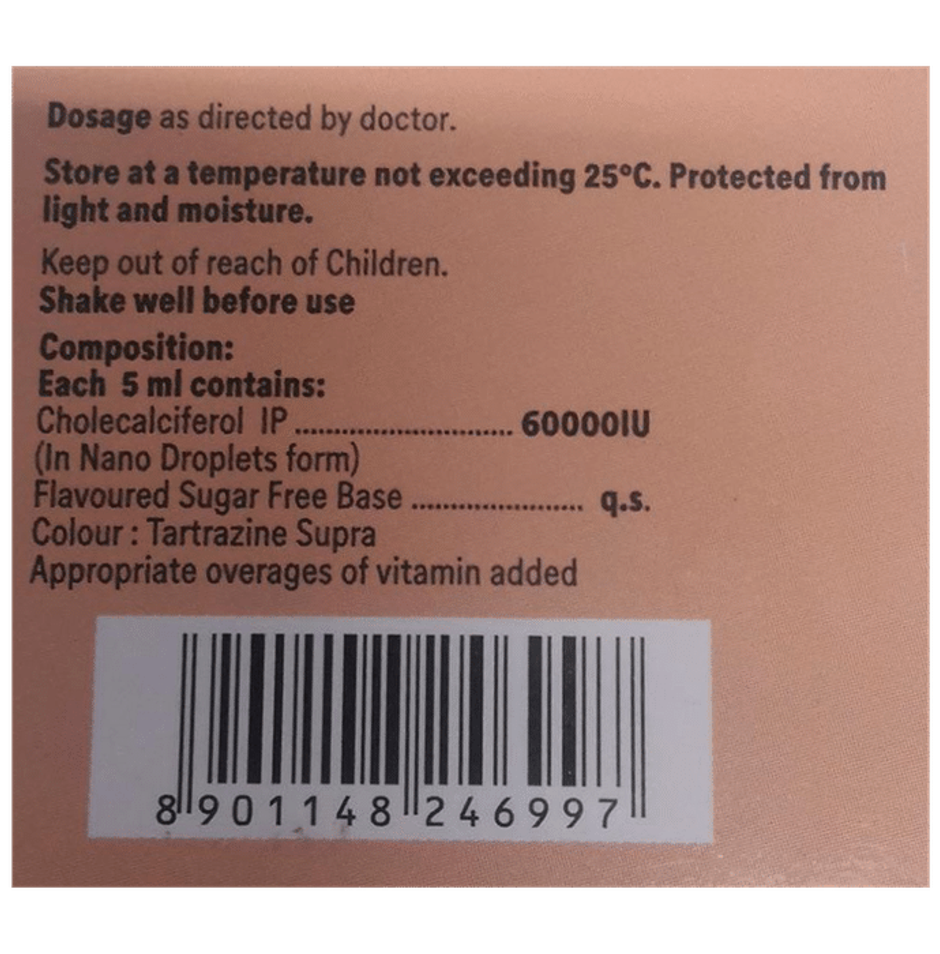 Dosage as directed by doctor.
Store at a temperature not exceeding 25°C. Protected from
light and moisture.
Keep out of reach of Children.
Shake well before use
Composition:
Each 5 ml contains:
Cholecalciferol IP ............................ 60000IU
(In Nano Droplets form)
Flavoured Sugar Free Base ...................... q.s.
Colour : Tartrazine Supra
Appropriate overages of vitamin added
8 901148 246997